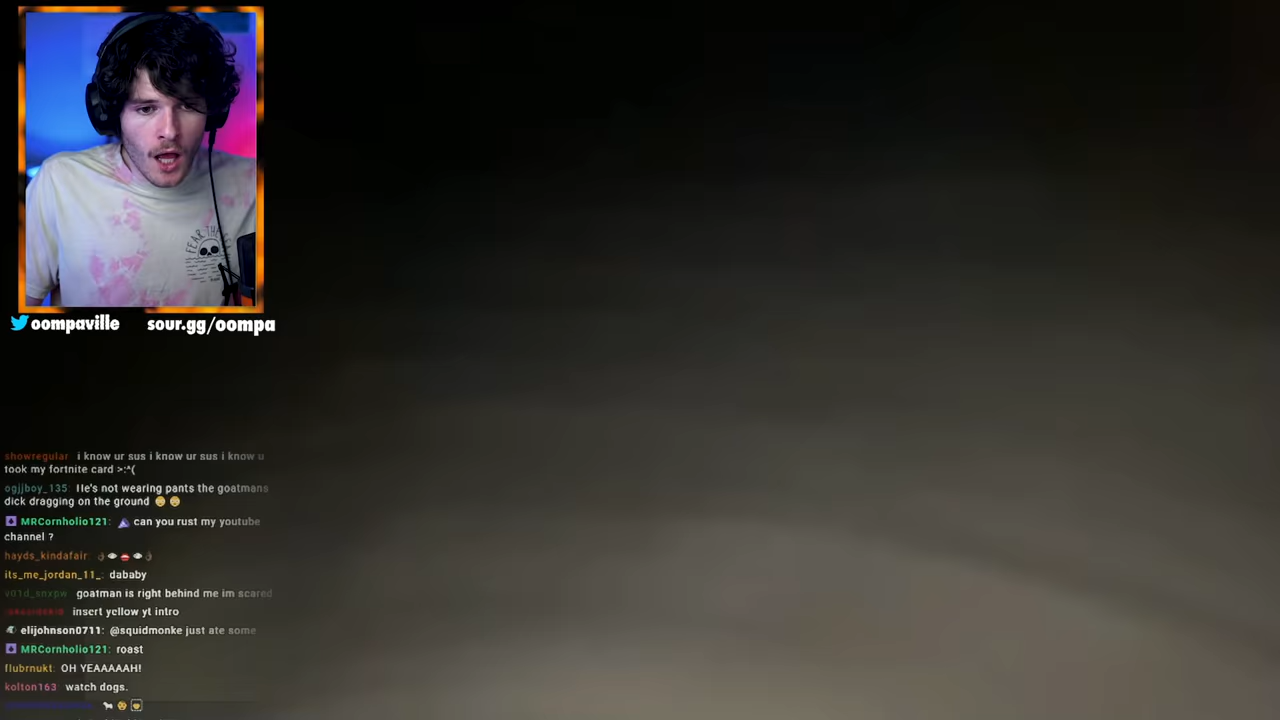 FEAR THE
oompaville sour.gg/oompa
showregular i know ur sus i know ur sus i know u
took my fortnite card >:^(
ogjjboy_135: He's not wearing pants the goatmans
dick dragging on the ground
MRCornholio121: can you rust my youtube
channel ?
hayds_kindafair:
its_me_jordan_11_: dababy
v01d_snxpw goatman is right behind me im scared
insert yellow yt intro
elijohnson0711: @squidmonke just ate some
MRCornholio121: roast
flubrnukt: OH YEAAAAAH!
kolton163 watch dogs.